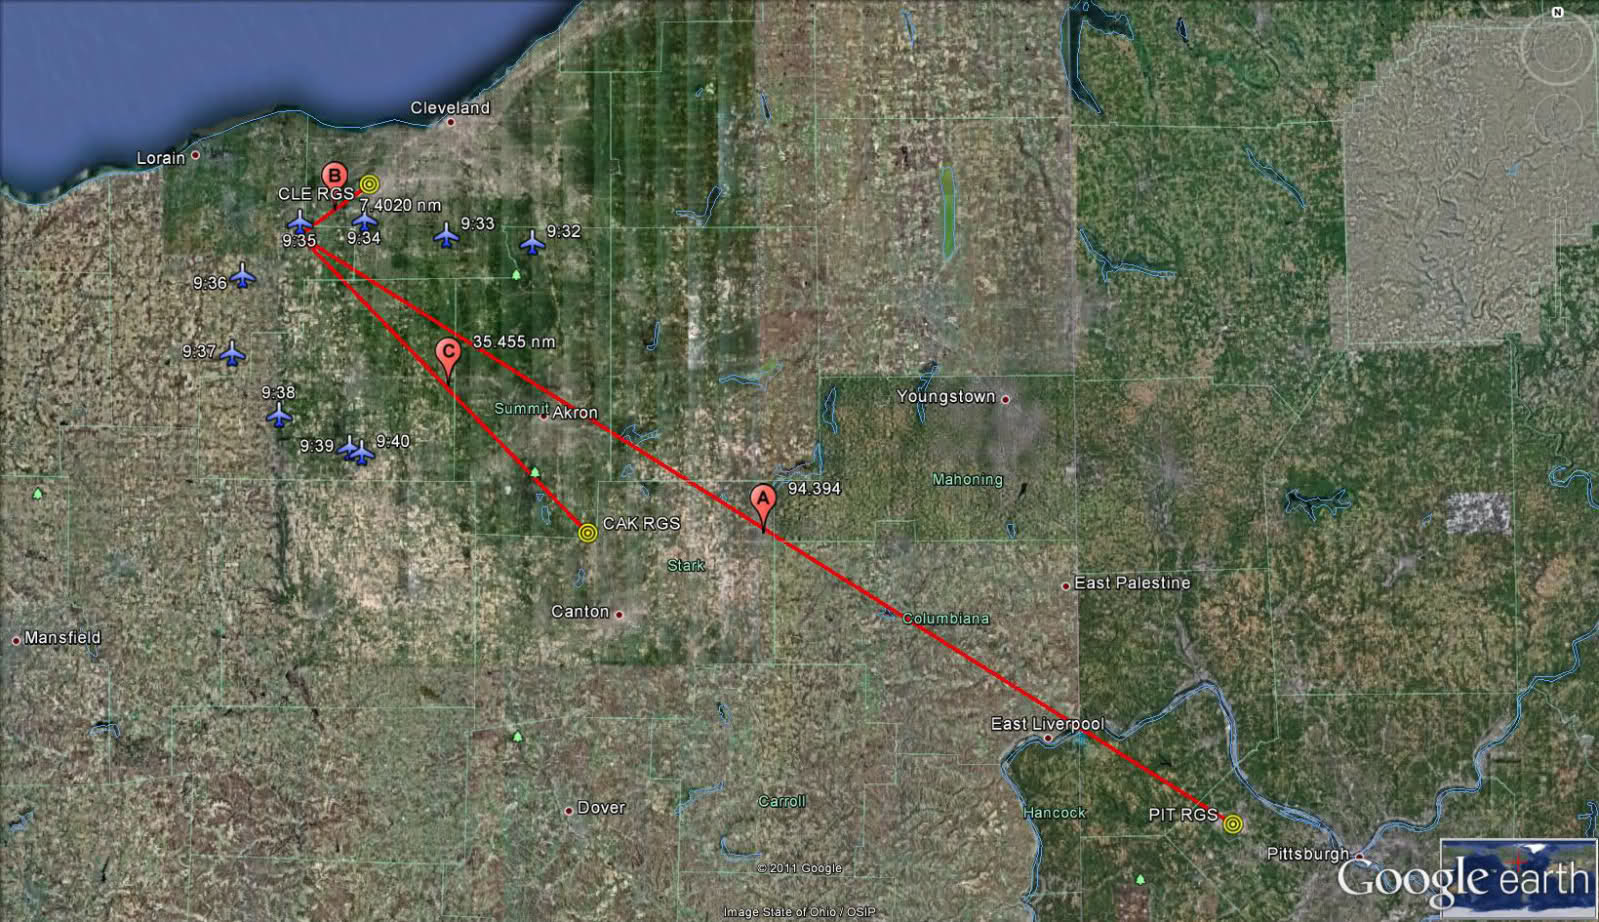 N
Cleveland
Lorain
B
CLE RGS
7.4020 nm
9:35
9:34
9:33
9:32
9:36
9:37
C
35.455 nm
9:38
Summit
Akron
Youngstown
9:39
9:40
Mahoning
A
94.394
CAK RGS
Stark
East Palestine
Canton
Columbiana
Mansfield
East Liverpool
Carroll
Dover
Hancock
PIT RGS
Pittsburgh
© 2011 Google
Google earth
Image State of Ohio / OSIP